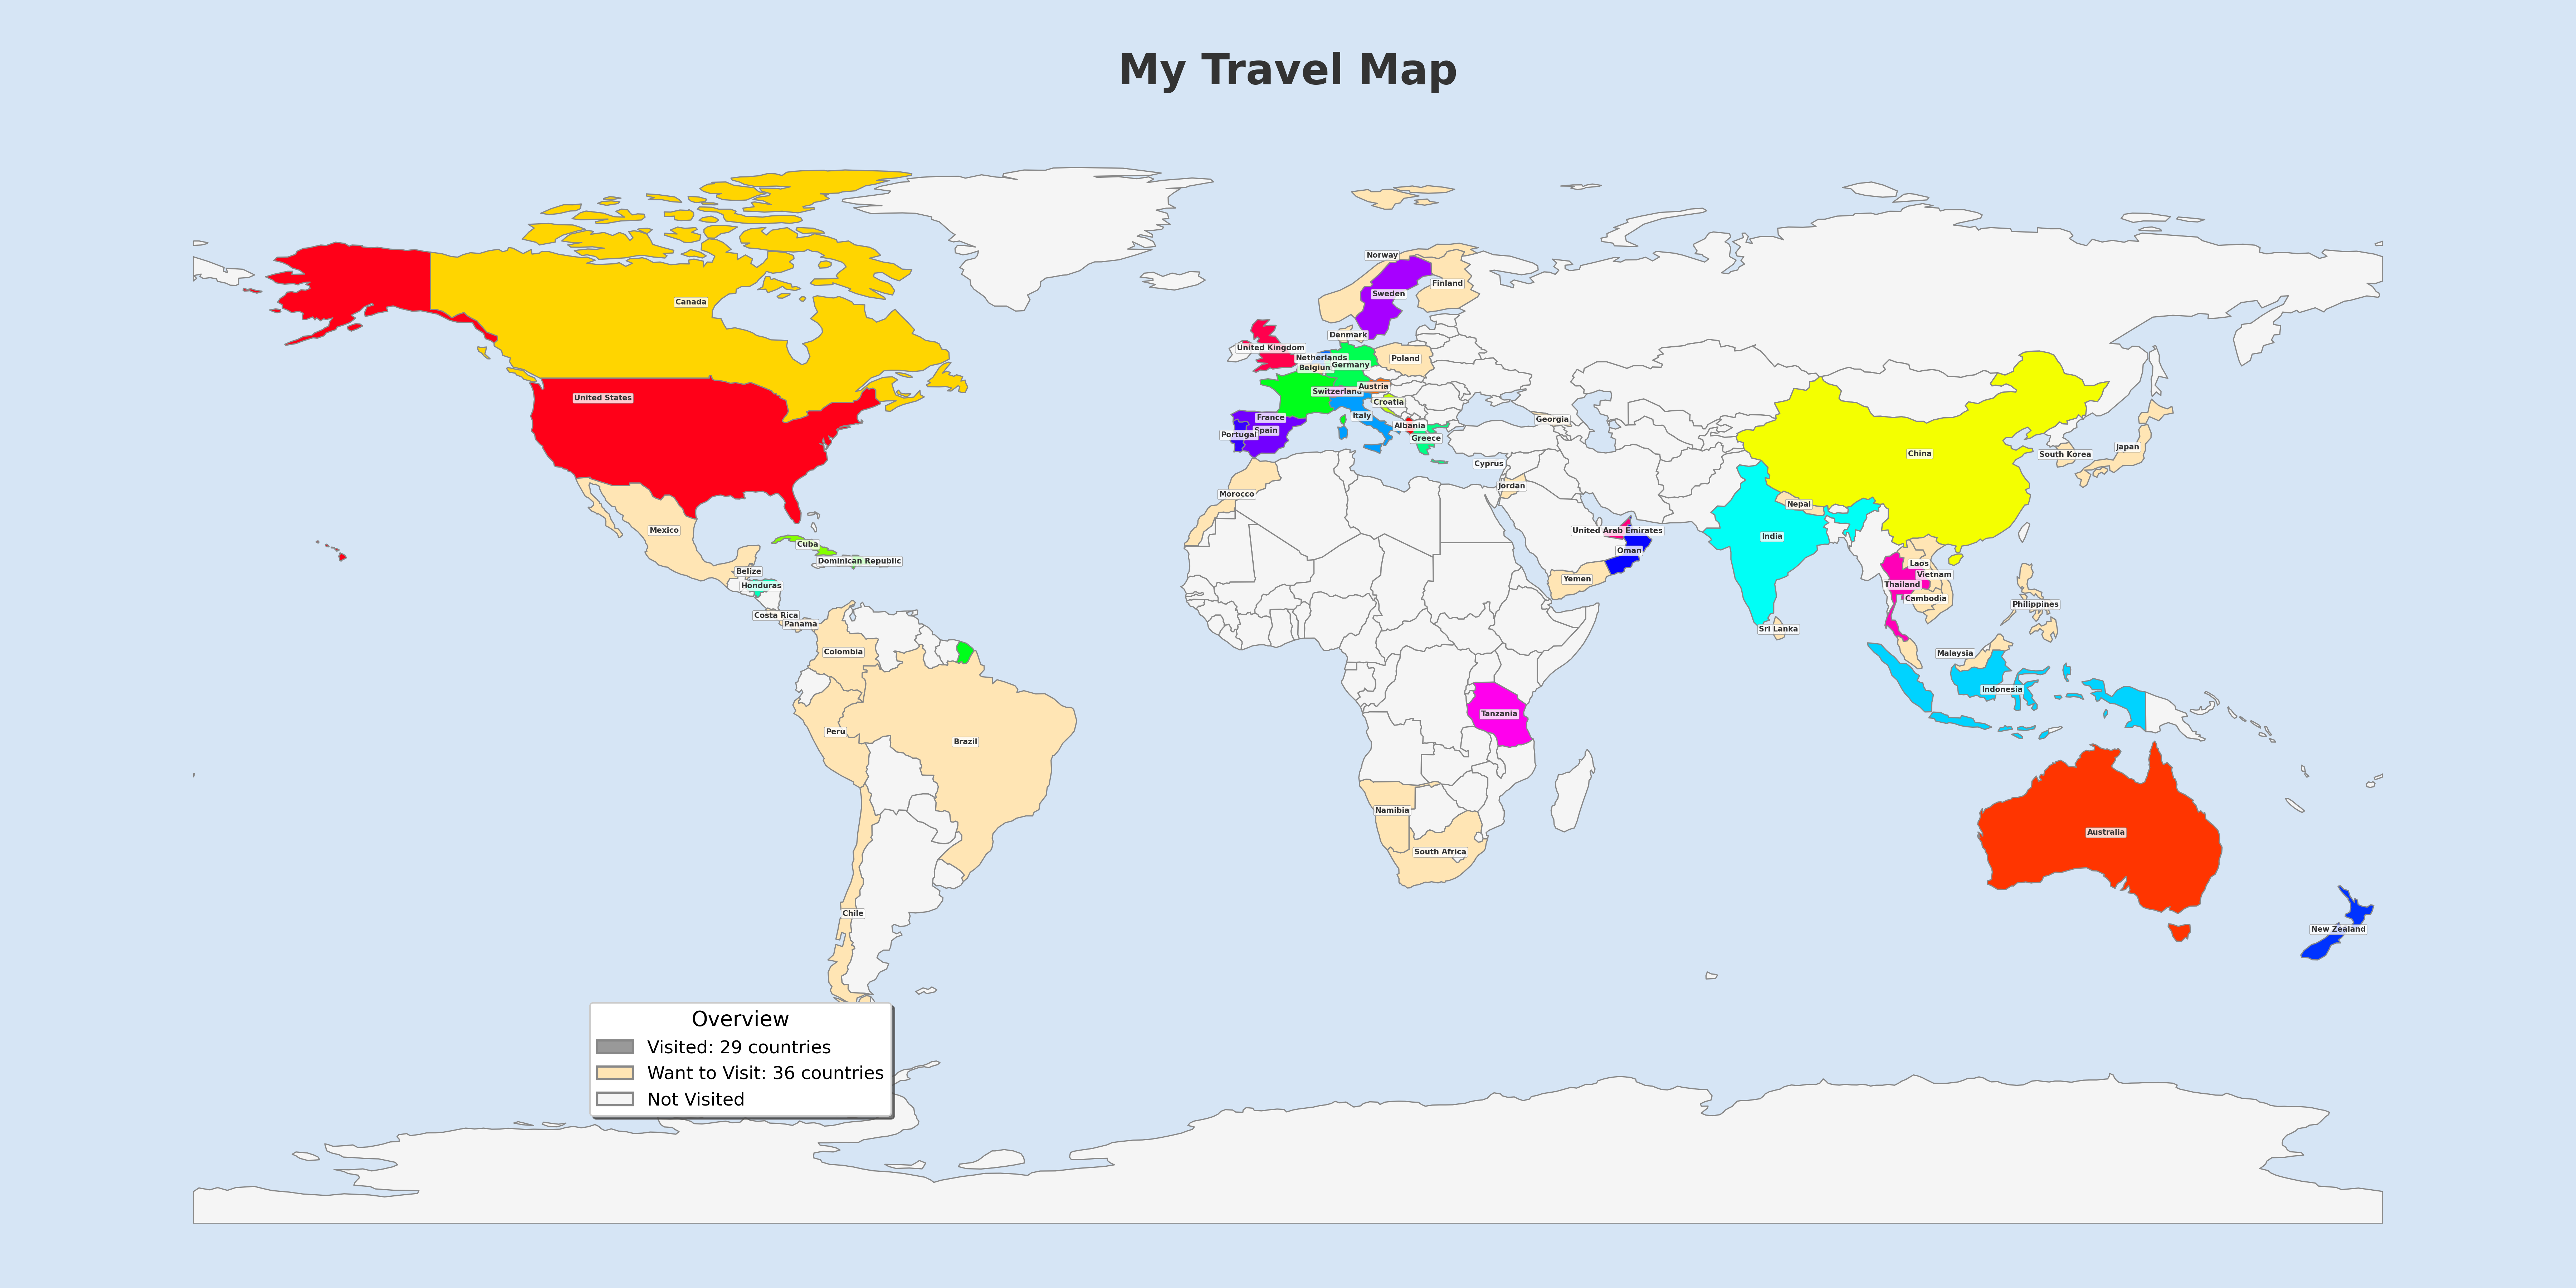 My Travel Map
Norway
Finland
Sweden
Canada
Denmark
United Kingdom
Netherlands
Poland
Germany
Belgium
Austria
Switzerland
United States
Croatia
Italy
France
Georgia
Albania
Spain
Portugal
Greece
Japan
China
South Korea
Cyprus
Jordan
Morocco
Nepal
Mexico
United Arab Emirates
India
Cuba
Oman
Dominican Republic
Laos
Belize
Vietnam
Yemen
Honduras
Thailand
Cambodia
Philippines
Costa Rica
Panama
Sri Lanka
Colombia
Malaysia
Indonesia
Tanzania
Peru
Brazil
Namibia
Australia
South Africa
Chile
New Zealand
Overview
Visited: 29 countries
Want to Visit: 36 countries
Not Visited